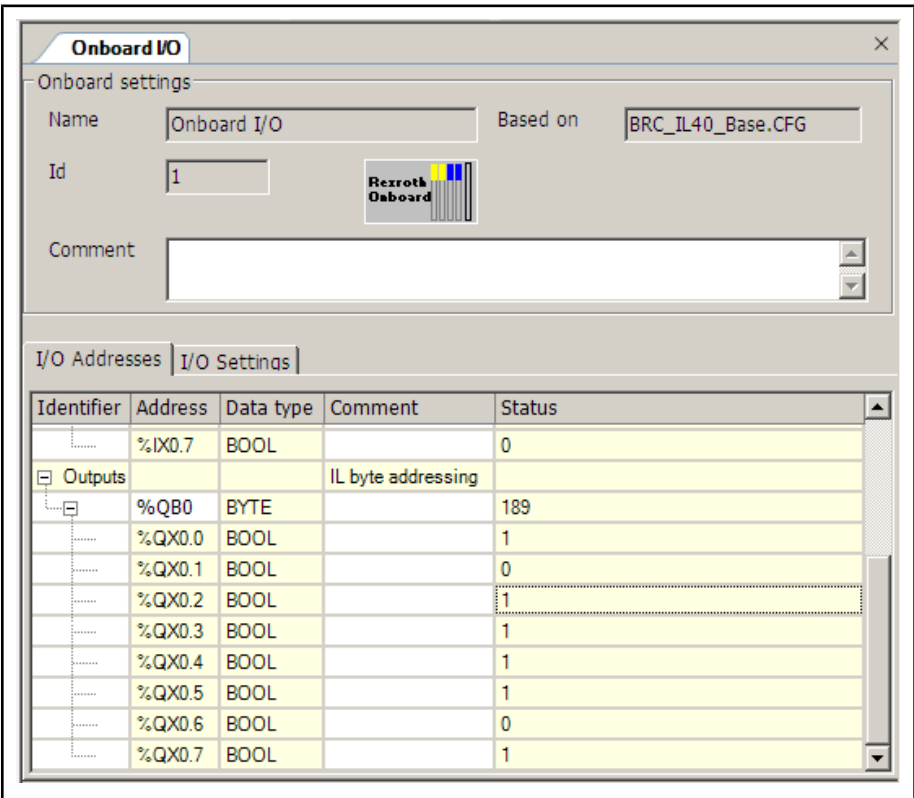 Onboard I/O
Onboard settings
Name Onboard I/O Based on BRC_IL40_Base.CFG
Id 1 Rexroth
Onboard
Comment
I/O Addresses I/O Settings
Identifier Address Data type Comment Status
%IX0.7 BOOL 0
Outputs IL byte addressing
%QB0 BYTE 189
%QX0.0 BOOL 1
%QX0.1 BOOL 0
%QX0.2 BOOL 1
%QX0.3 BOOL 1
%QX0.4 BOOL 1
%QX0.5 BOOL 1
%QX0.6 BOOL 0
%QX0.7 BOOL 1